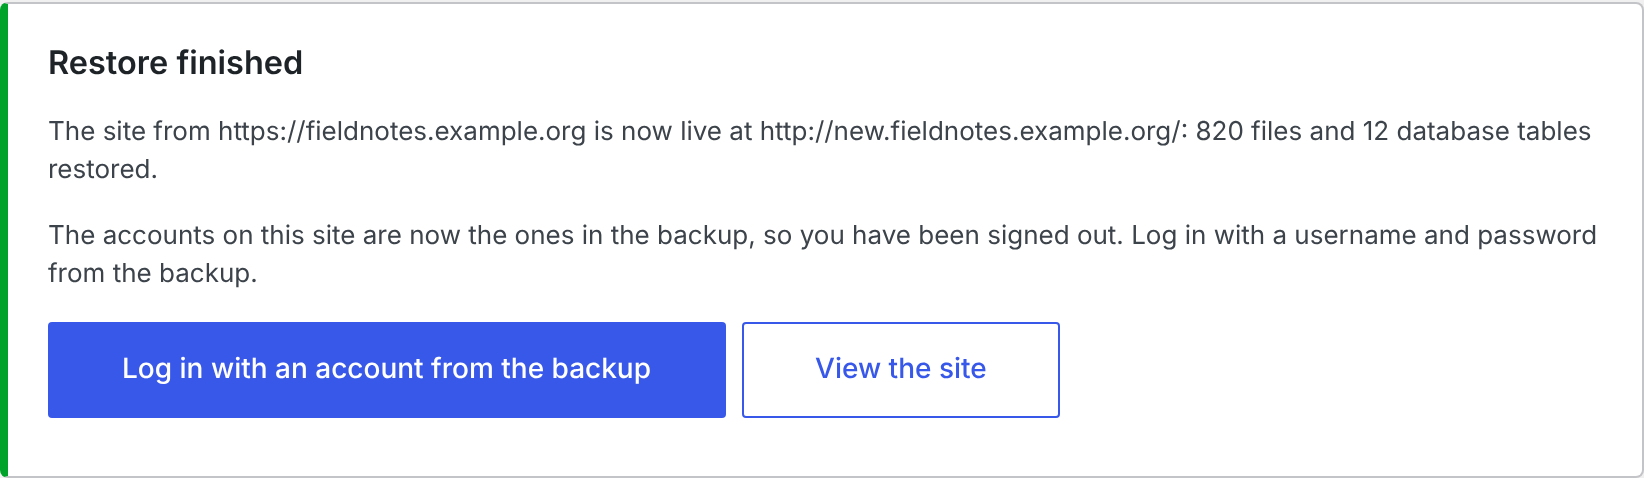 Restore finished
The site from https://fieldnotes.example.org is now live at http://new.fieldnotes.example.org/: 820 files and 12 database tables
restored.
The accounts on this site are now the ones in the backup, so you have been signed out. Log in with a username and password
from the backup.
Log in with an account from the backup
View the site